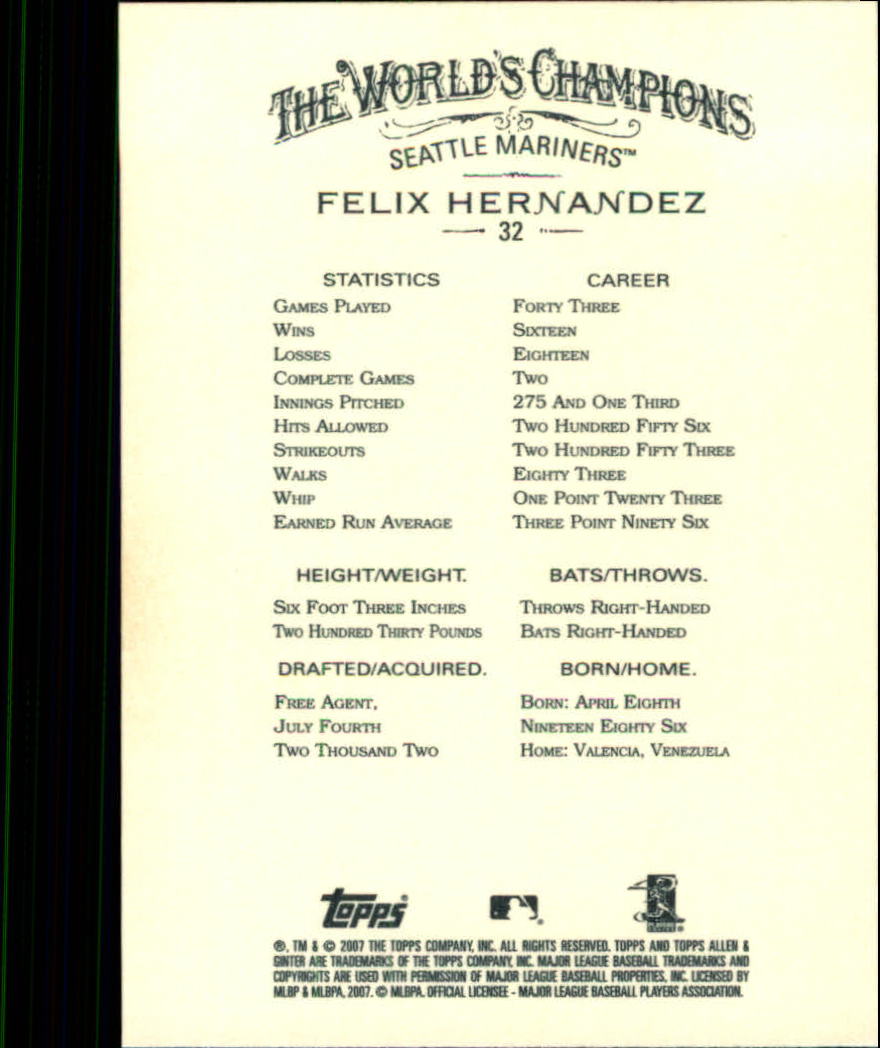 THE WORLD'S CHAMPIONS
SEATTLE MARINERS™
FELIX HERNANDEZ
32
STATISTICS CAREER
GAMES PLAYED FORTY THREE
WINS SIXTEEN
LOSSES EIGHTEEN
COMPLETE GAMES TWO
INNINGS PITCHED 275 AND ONE THIRD
HITS ALLOWED TWO HUNDRED FIFTY SIX
STRIKEOUTS TWO HUNDRED FIFTY THREE
WALKS EIGHTY THREE
WHIP ONE POINT TWENTY THREE
EARNED RUN AVERAGE THREE POINT NINETY SIX
HEIGHT/WEIGHT. BATS/THROWS.
SIX FOOT THREE INCHES THROWS RIGHT-HANDED
TWO HUNDRED THIRTY POUNDS BATS RIGHT-HANDED
DRAFTED/ACQUIRED. BORN/HOME.
FREE AGENT, BORN: APRIL EIGHTH
JULY FOURTH NINETEEN EIGHTY SIX
TWO THOUSAND TWO HOME: VALENCIA, VENEZUELA
Topps®
®, TM & © 2007 THE TOPPS COMPANY, INC. ALL RIGHTS RESERVED. TOPPS AND TOPPS ALLEN &
GINTER ARE TRADEMARKS OF THE TOPPS COMPANY, INC. MAJOR LEAGUE BASEBALL TRADEMARKS AND
COPYRIGHTS ARE USED WITH PERMISSION OF MAJOR LEAGUE BASEBALL PROPERTIES, INC. LICENSED BY
MLBP & MLBPA, 2007. © MLBPA. OFFICIAL LICENSEE - MAJOR LEAGUE BASEBALL PLAYERS ASSOCIATION.